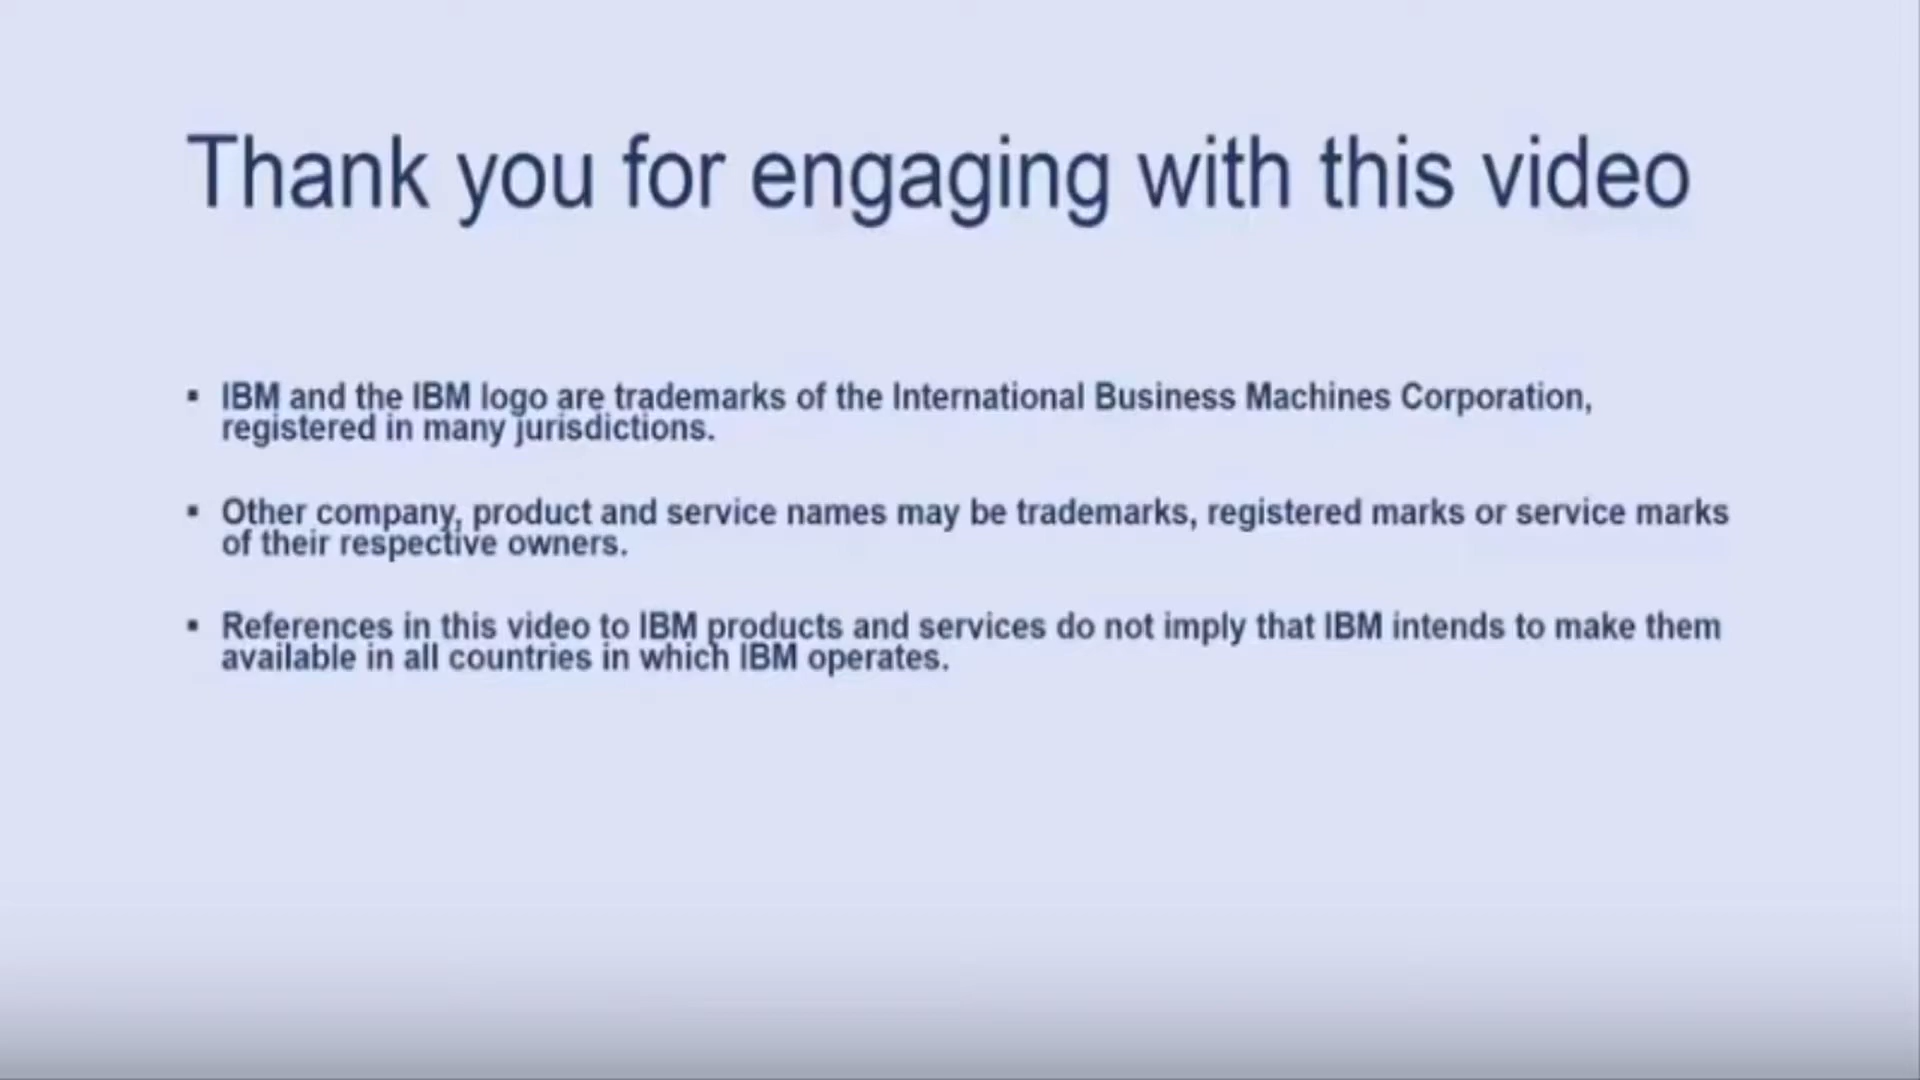 Thank you for engaging with this video
▪ IBM and the IBM logo are trademarks of the International Business Machines Corporation,
registered in many jurisdictions.
▪ Other company, product and service names may be trademarks, registered marks or service marks
of their respective owners.
▪ References in this video to IBM products and services do not imply that IBM intends to make them
available in all countries in which IBM operates.